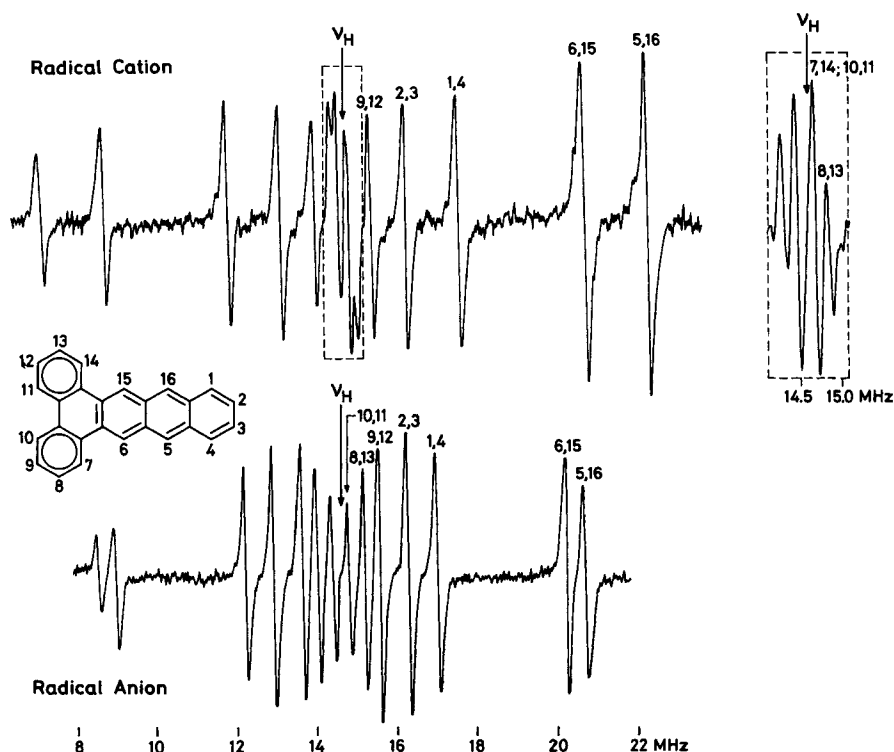 Radical Cation
νH
9,12
2,3
1,4
6,15
5,16
νH
7,14; 10,11
8,13
14.5 15.0 MHz
13
12 14
11 15 16 1
2
10 3
9 7 6 5 4
8
νH
10,11
8,13
9,12
2,3
1,4
6,15
5,16
Radical Anion
8 10 12 14 16 18 20 22 MHz